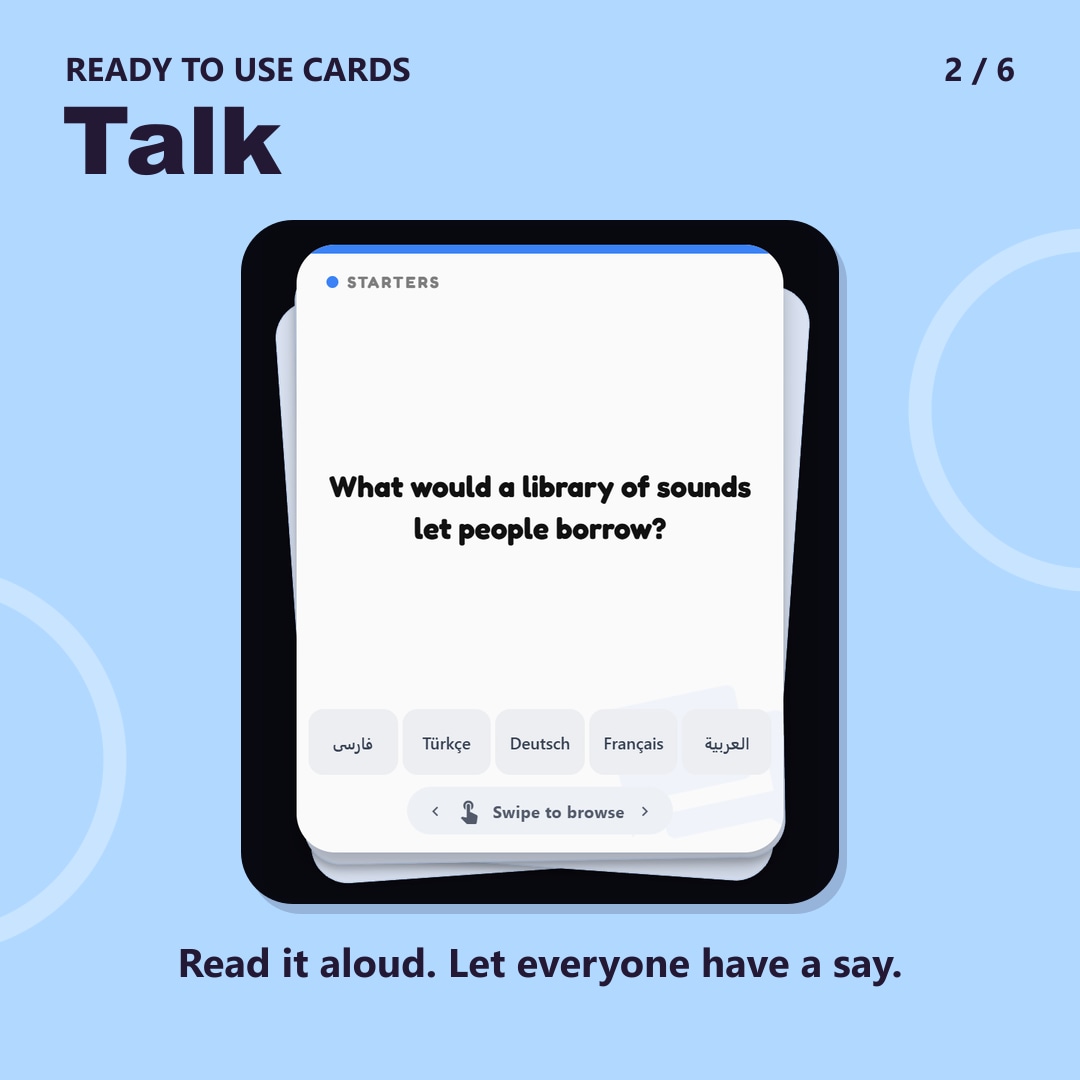 READY TO USE CARDS
2 / 6
Talk
STARTERS
What would a library of sounds
let people borrow?
فارسی
Türkçe
Deutsch
Français
العربية
Swipe to browse
Read it aloud. Let everyone have a say.